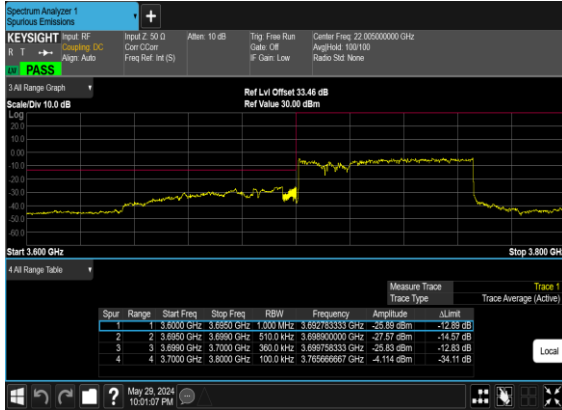 Spectrum Analyzer 1
Spurious Emissions
+
KEYSIGHT Input: RF Input Z: 50 Ω Atten: 10 dB Trig: Free Run Center Freq: 22.005000000 GHz
R T Coupling: DC Corr CCorr Gate: Off Avg|Hold: 100/100
Align: Auto Freq Ref: Int (S) IF Gain: Low Radio Std: None
PASS
3.All Range Graph Ref Lvl Offset 33.46 dB
Scale/Div 10.0 dB Ref Value 30.00 dBm
Log
20.0
10.0
0.00
-10.0
-20.0
-30.0
-40.0
-50.0
-60.0
Start 3.600 GHz Stop 3.800 GHz
4.All Range Table
Measure Trace Trace 1
Trace Type Trace Average (Active)
Spur Range Start Freq Stop Freq RBW Frequency Amplitude ΔLimit
1 1 3.6000 GHz 3.6950 GHz 1.000 MHz 3.692783333 GHz -25.89 dBm -12.89 dB
2 2 3.6950 GHz 3.6990 GHz 510.0 kHz 3.698900000 GHz -27.57 dBm -14.57 dB
3 3 3.6990 GHz 3.7000 GHz 360.0 kHz 3.699758333 GHz -25.83 dBm -12.83 dB
4 4 3.7000 GHz 3.8000 GHz 100.0 kHz 3.765666667 GHz -4.114 dBm -34.11 dB
Local
? May 29, 2024
10:01:07 PM